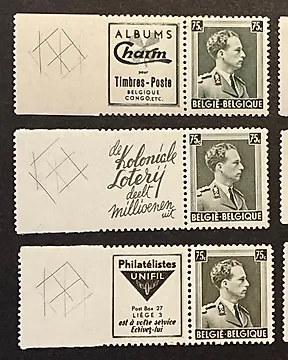 ALBUMS
Charm
pour
Timbres-Poste
BELGIQUE
CONGO, ETC.
75c 75c
BELGIE-BELGIQUE
de
Koloniale
Loterij
deelt
millioenen
uit
75c 75c
BELGIE-BELGIQUE
Philatélistes
UNIFIL
Post Box 27
LIÉGE 3
est à votre service
Ecrivez-lui
75c 75c
BELGIE-BELGIQUE